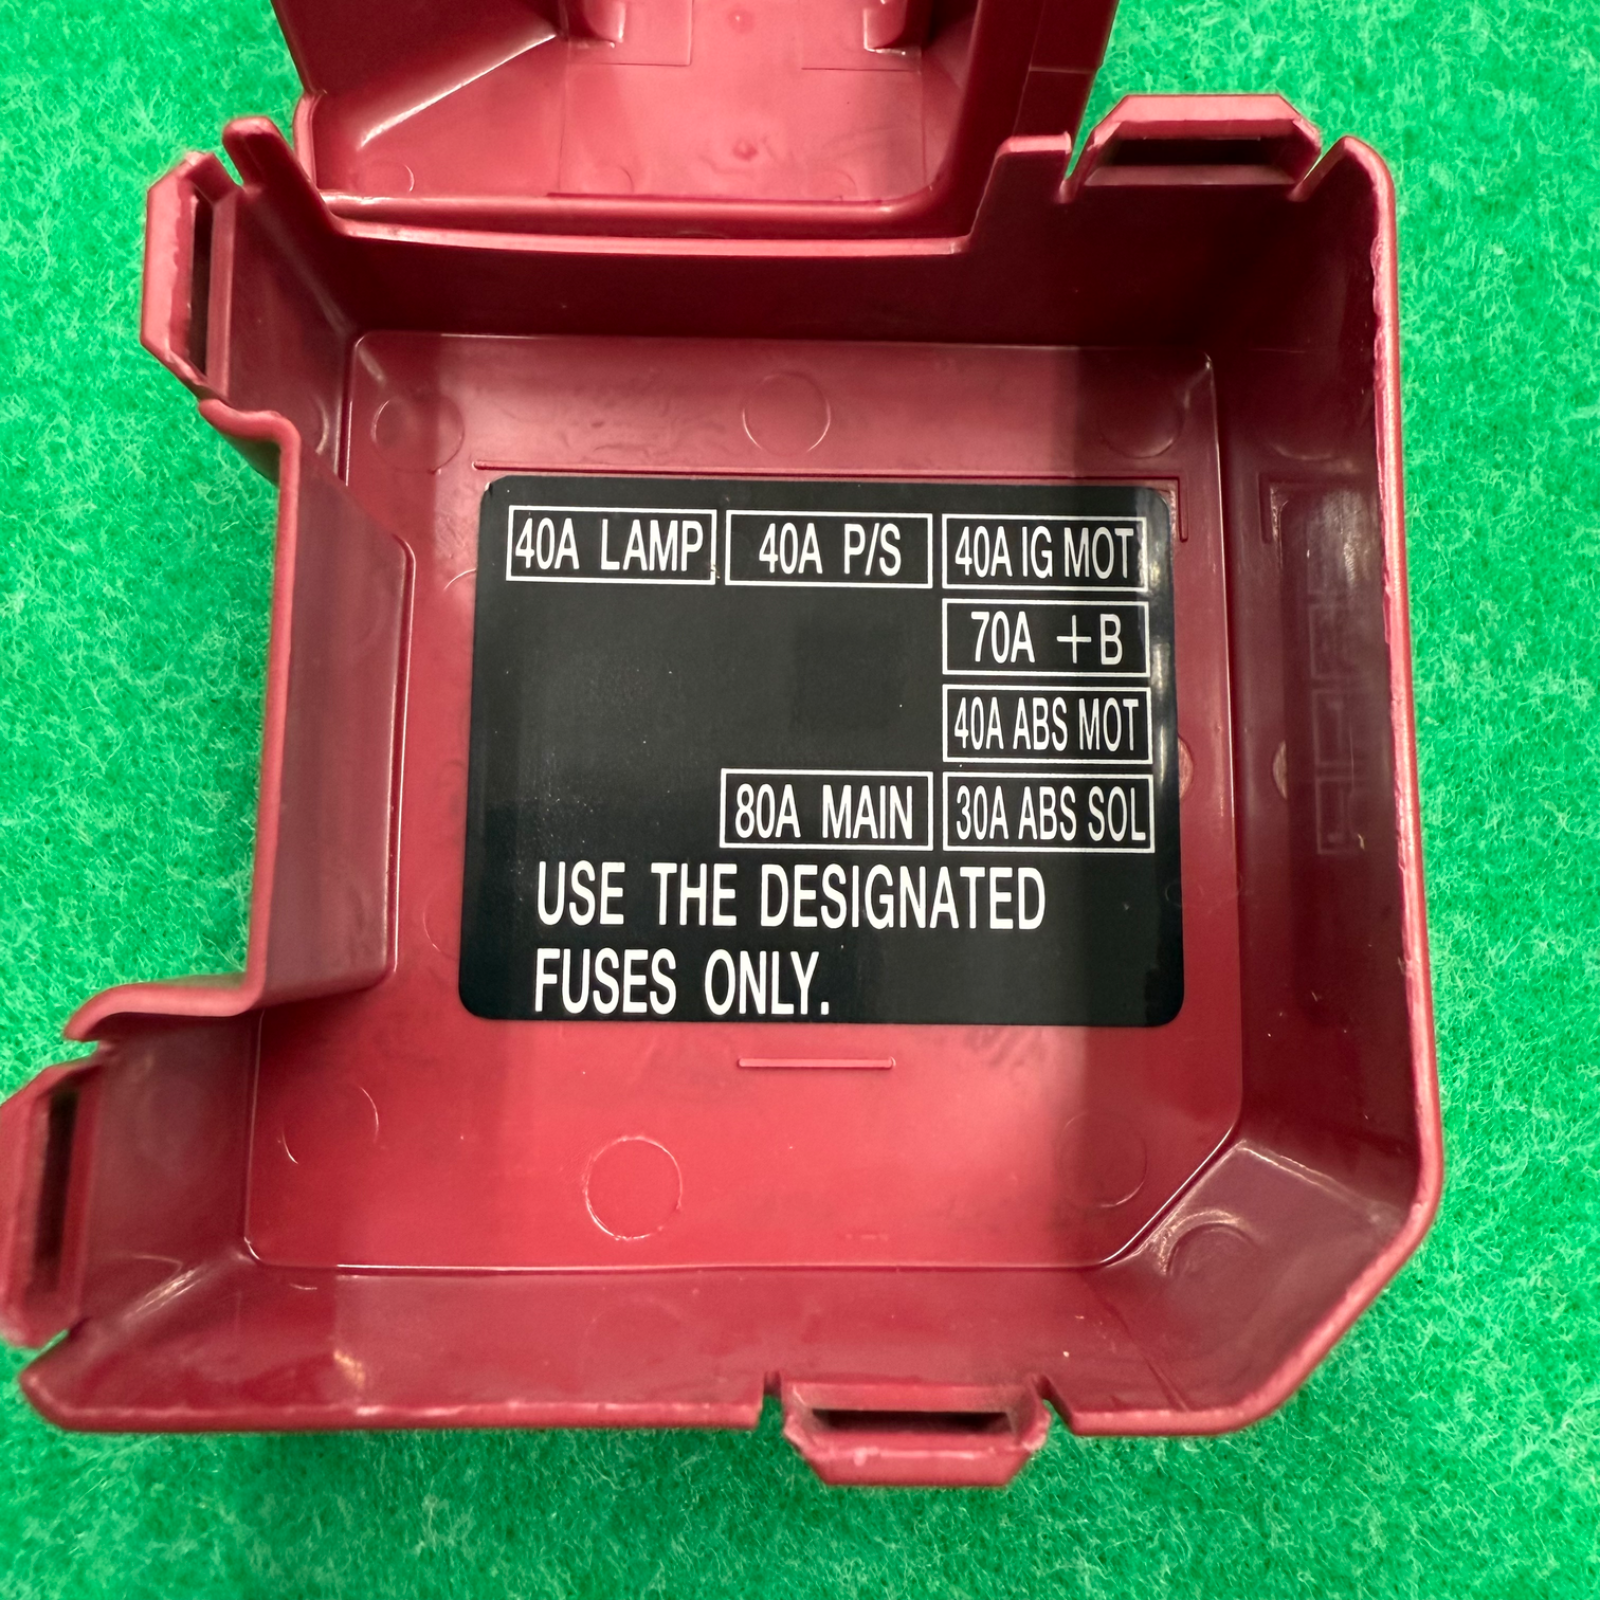 40A LAMP 40A P/S 40A IG MOT
70A +B
40A ABS MOT
80A MAIN 30A ABS SOL
USE THE DESIGNATED
FUSES ONLY.